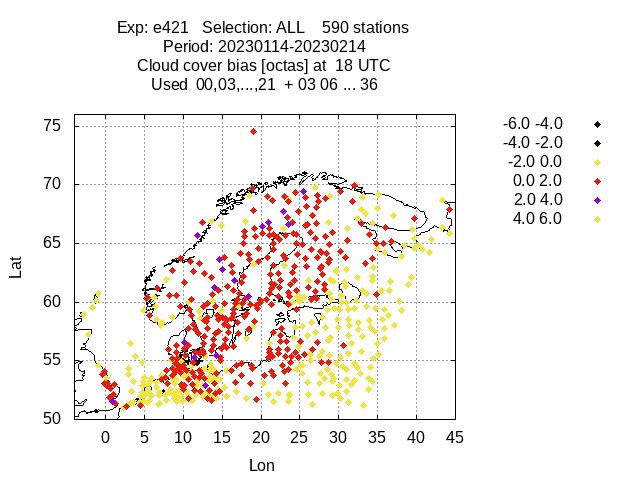 Exp: e421 Selection: ALL 590 stations
Period: 20230114-20230214
Cloud cover bias [octas] at 18 UTC
Used 00,03,...,21 + 03 06 ... 36
-6.0 -4.0
-4.0 -2.0
-2.0 0.0
0.0 2.0
2.0 4.0
4.0 6.0
75
70
65
60
55
50
Lat
0 5 10 15 20 25 30 35 40 45
Lon